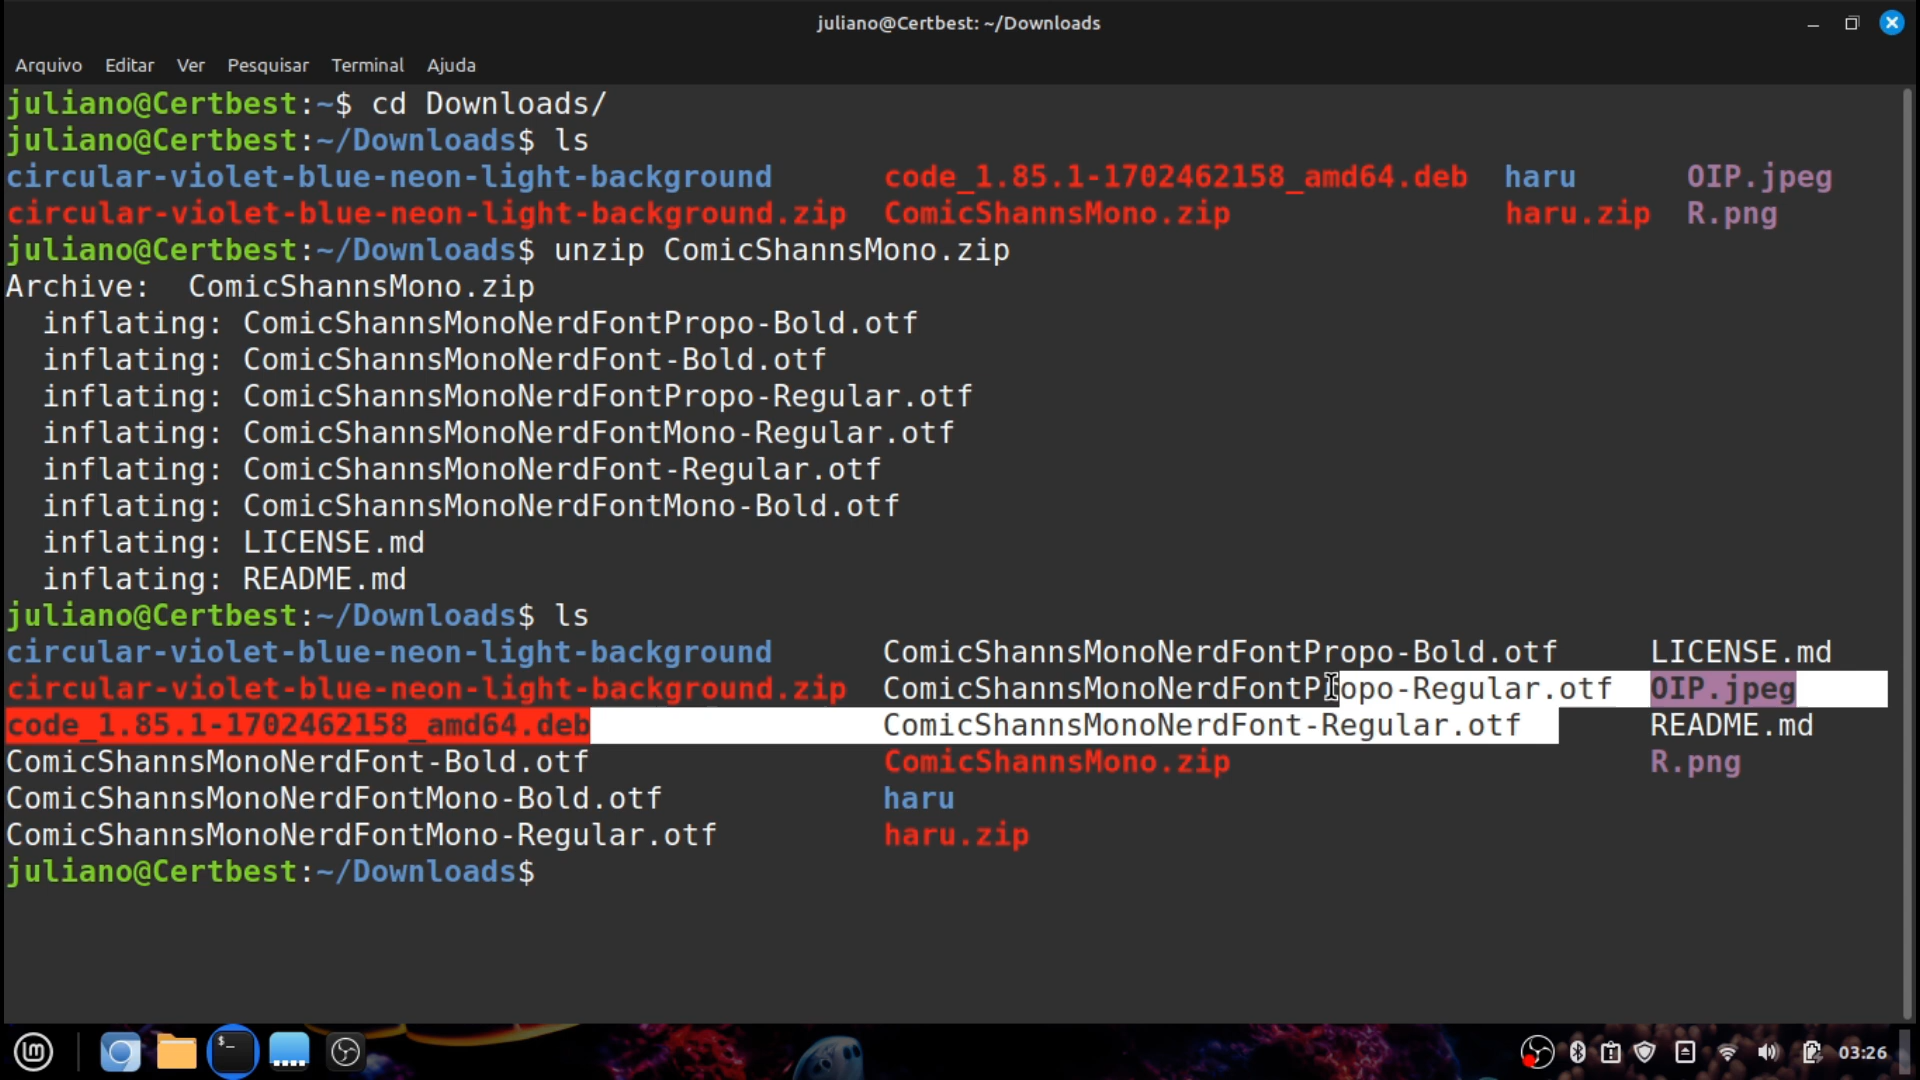 juliano@Certbest: ~/Downloads
Arquivo Editar Ver Pesquisar Terminal Ajuda
juliano@Certbest:~$ cd Downloads/
juliano@Certbest:~/Downloads$ ls
circular-violet-blue-neon-light-background code_1.85.1-1702462158_amd64.deb haru OIP.jpeg
circular-violet-blue-neon-light-background.zip ComicShannsMono.zip haru.zip R.png
juliano@Certbest:~/Downloads$ unzip ComicShannsMono.zip
Archive:  ComicShannsMono.zip
  inflating: ComicShannsMonoNerdFontPropo-Bold.otf
  inflating: ComicShannsMonoNerdFont-Bold.otf
  inflating: ComicShannsMonoNerdFontPropo-Regular.otf
  inflating: ComicShannsMonoNerdFontMono-Regular.otf
  inflating: ComicShannsMonoNerdFont-Regular.otf
  inflating: ComicShannsMonoNerdFontMono-Bold.otf
  inflating: LICENSE.md
  inflating: README.md
juliano@Certbest:~/Downloads$ ls
circular-violet-blue-neon-light-background ComicShannsMonoNerdFontPropo-Bold.otf LICENSE.md
circular-violet-blue-neon-light-background.zip ComicShannsMonoNerdFontPropo-Regular.otf OIP.jpeg
code_1.85.1-1702462158_amd64.deb ComicShannsMonoNerdFont-Regular.otf README.md
ComicShannsMonoNerdFont-Bold.otf ComicShannsMono.zip R.png
ComicShannsMonoNerdFontMono-Bold.otf haru
ComicShannsMonoNerdFontMono-Regular.otf haru.zip
juliano@Certbest:~/Downloads$
03:26